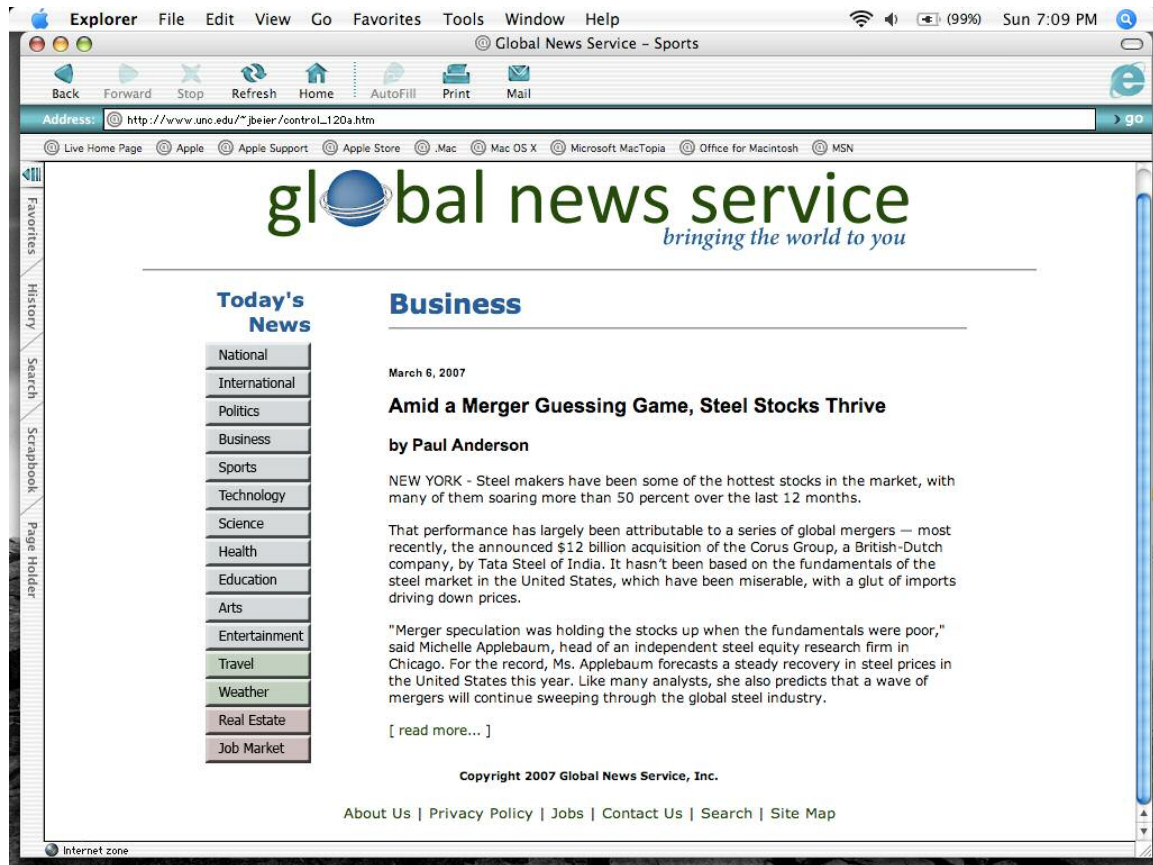 Explorer File Edit View Go Favorites Tools Window Help (99%) Sun 7:09 PM
@ Global News Service – Sports
Back Forward Stop Refresh Home AutoFill Print Mail
Address: @ http://www.unc.edu/~jbeier/control_120a.htm › go
@ Live Home Page @ Apple @ Apple Support @ Apple Store @ .Mac @ Mac OS X @ Microsoft MacTopia @ Office for Macintosh @ MSN
Favorites
History
Search
Scrapbook
Page Holder
global news service
bringing the world to you
Today's
News
National
International
Politics
Business
Sports
Technology
Science
Health
Education
Arts
Entertainment
Travel
Weather
Real Estate
Job Market
Business
March 6, 2007
Amid a Merger Guessing Game, Steel Stocks Thrive
by Paul Anderson
NEW YORK - Steel makers have been some of the hottest stocks in the market, with
many of them soaring more than 50 percent over the last 12 months.
That performance has largely been attributable to a series of global mergers — most
recently, the announced $12 billion acquisition of the Corus Group, a British-Dutch
company, by Tata Steel of India. It hasn't been based on the fundamentals of the
steel market in the United States, which have been miserable, with a glut of imports
driving down prices.
"Merger speculation was holding the stocks up when the fundamentals were poor,"
said Michelle Applebaum, head of an independent steel equity research firm in
Chicago. For the record, Ms. Applebaum forecasts a steady recovery in steel prices in
the United States this year. Like many analysts, she also predicts that a wave of
mergers will continue sweeping through the global steel industry.
[ read more... ]
Copyright 2007 Global News Service, Inc.
About Us | Privacy Policy | Jobs | Contact Us | Search | Site Map
Internet zone